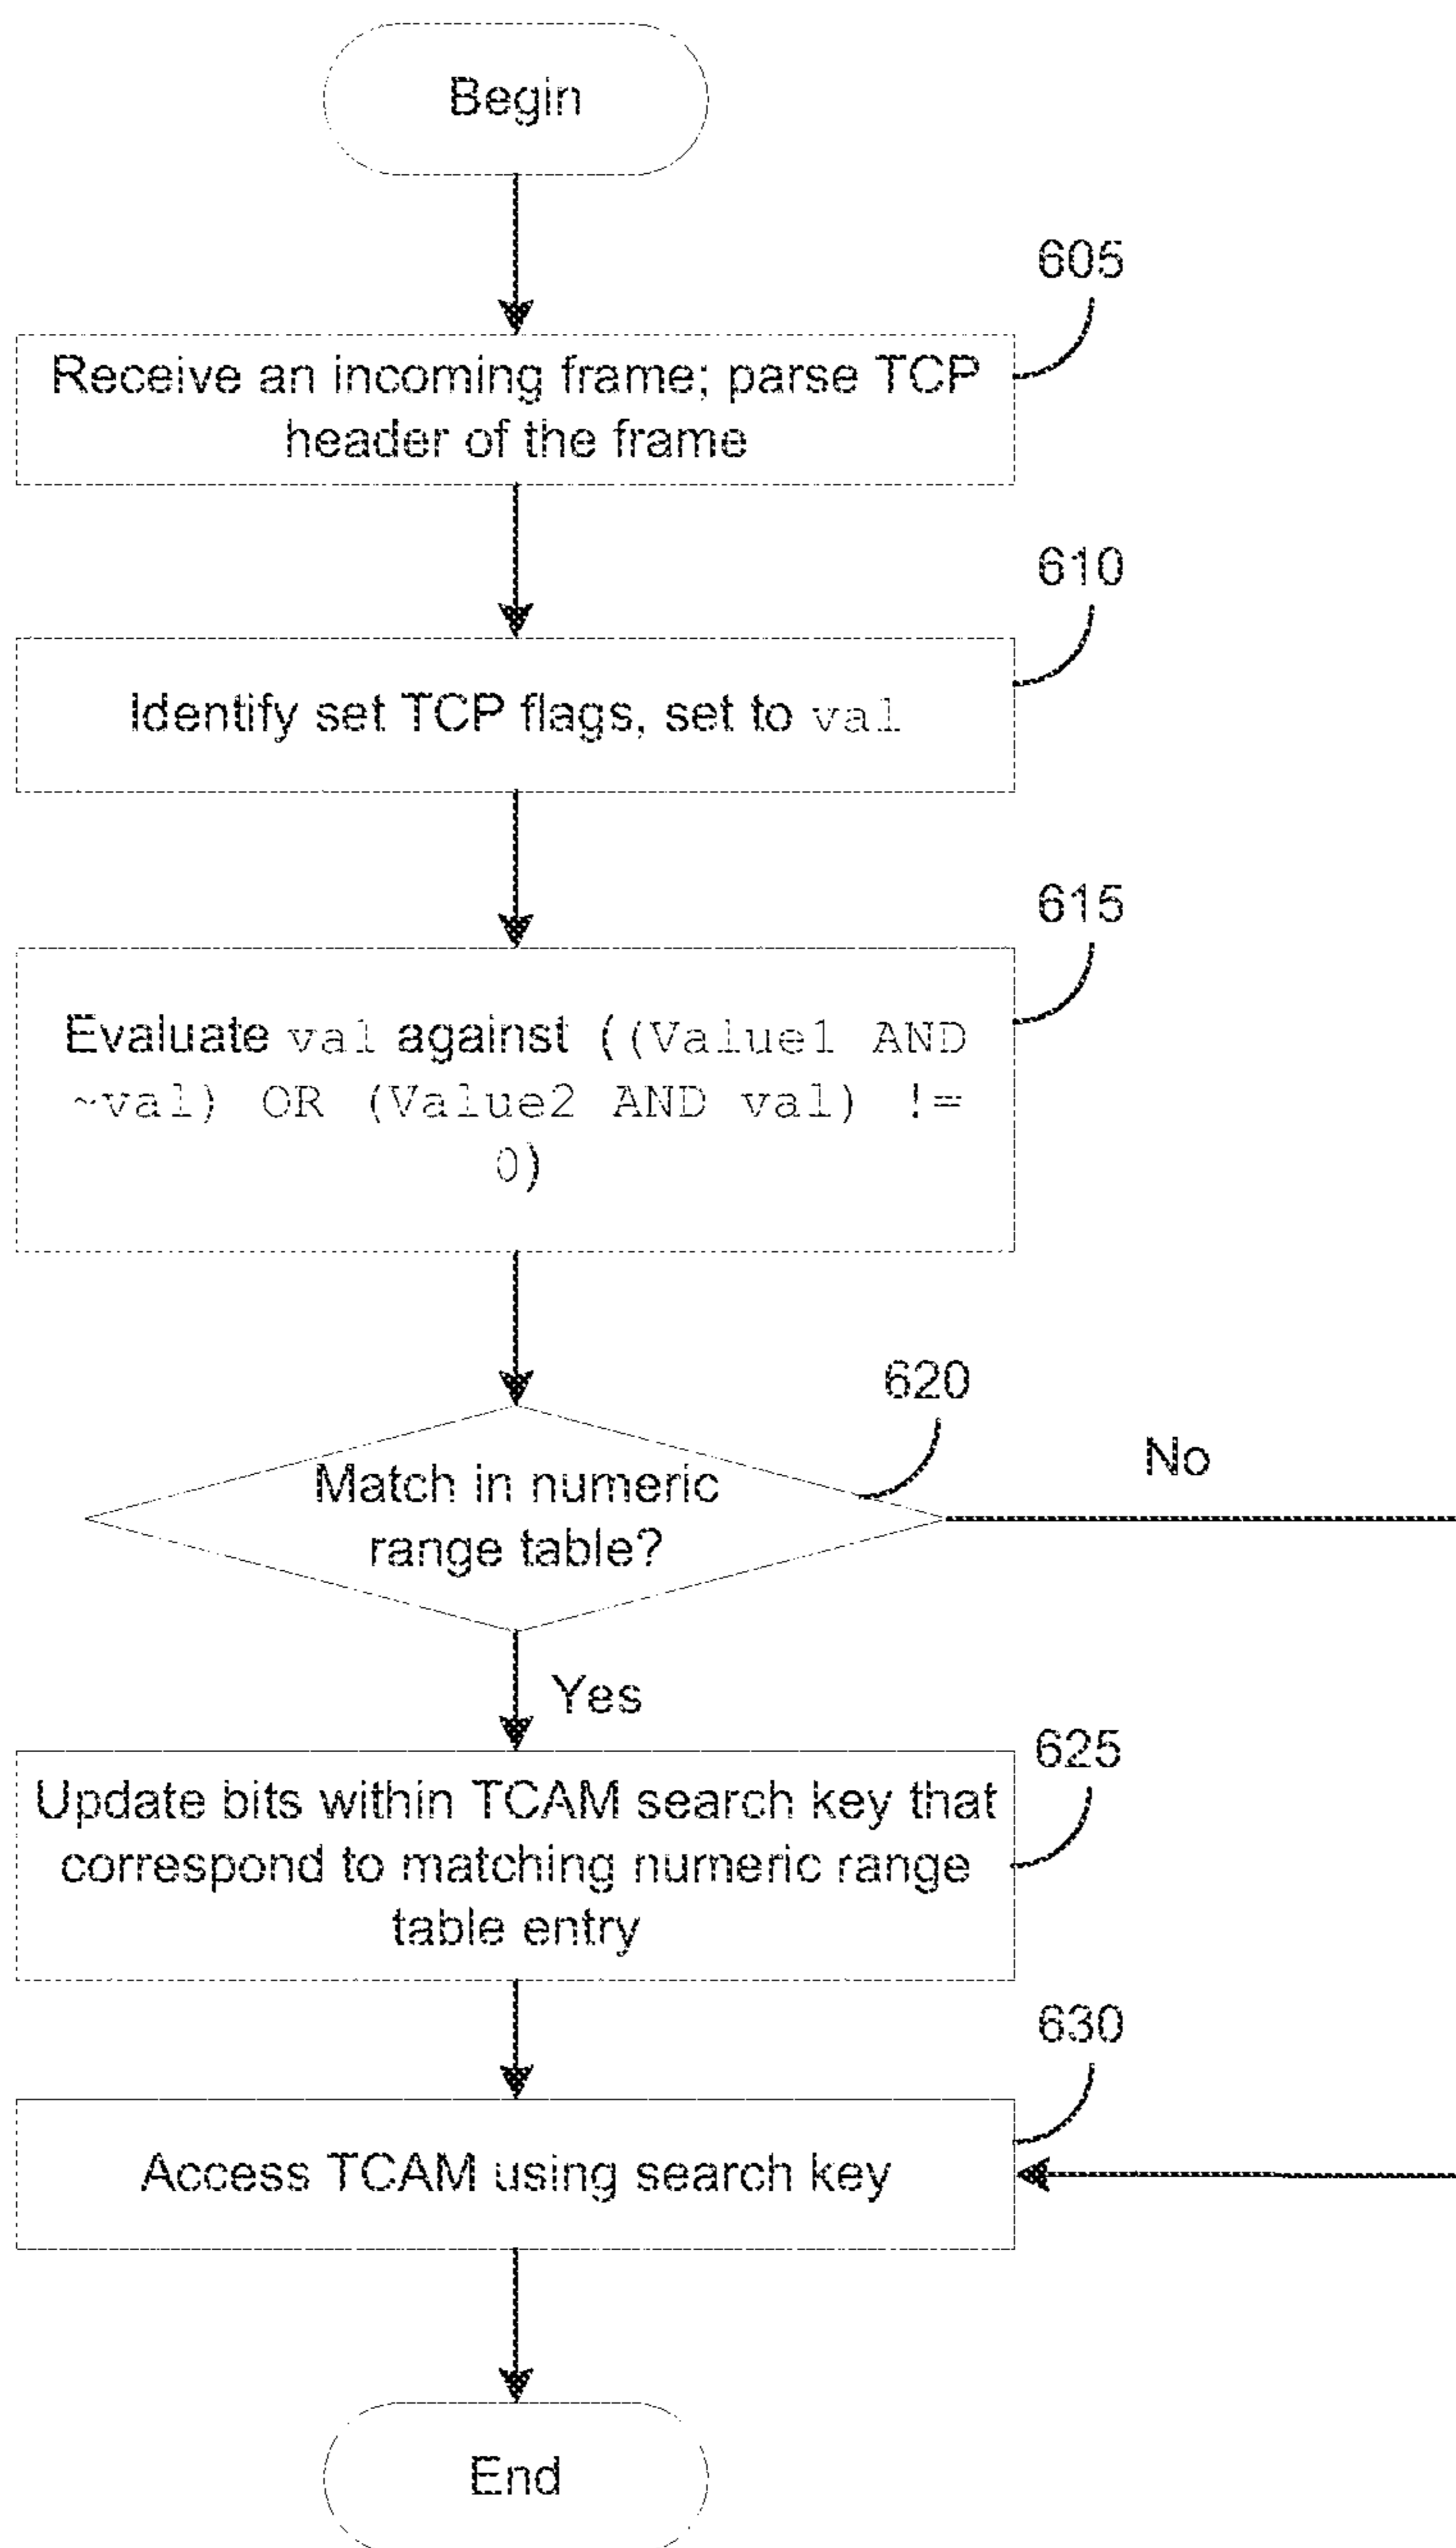 Begin
605
Receive an incoming frame; parse TCP
header of the frame
610
Identify set TCP flags, set to val
615
Evaluate val against ((Value1 AND
~val) OR (Value2 AND val) !=
0)
620
Match in numeric
range table?
No
Yes
625
Update bits within TCAM search key that
correspond to matching numeric range
table entry
630
Access TCAM using search key
End